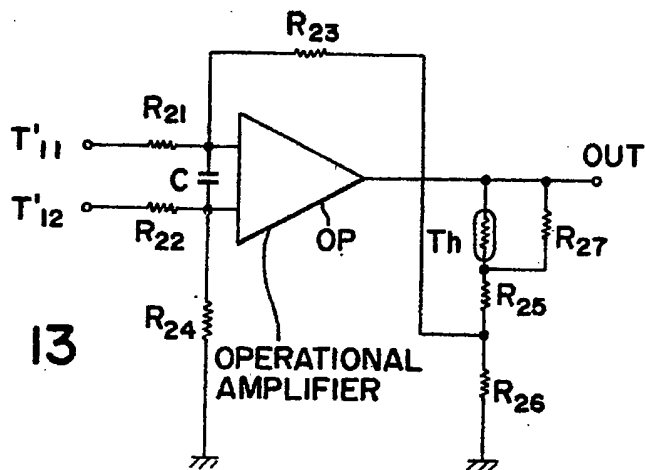 R23
R21
T'11
C
OUT
T'12
R22
OP
Th
R27
R25
R24
13
OPERATIONAL
AMPLIFIER
R26